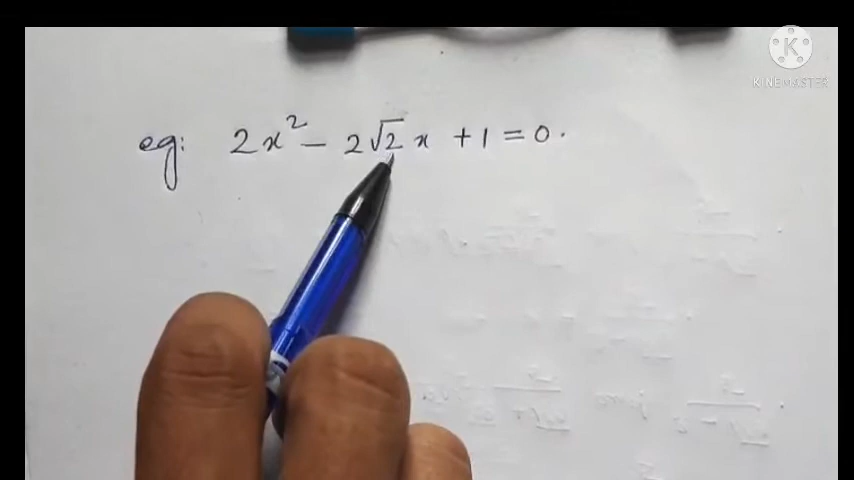 eg: 2x² - 2√2 x + 1 = 0.
K
KINEMASTER